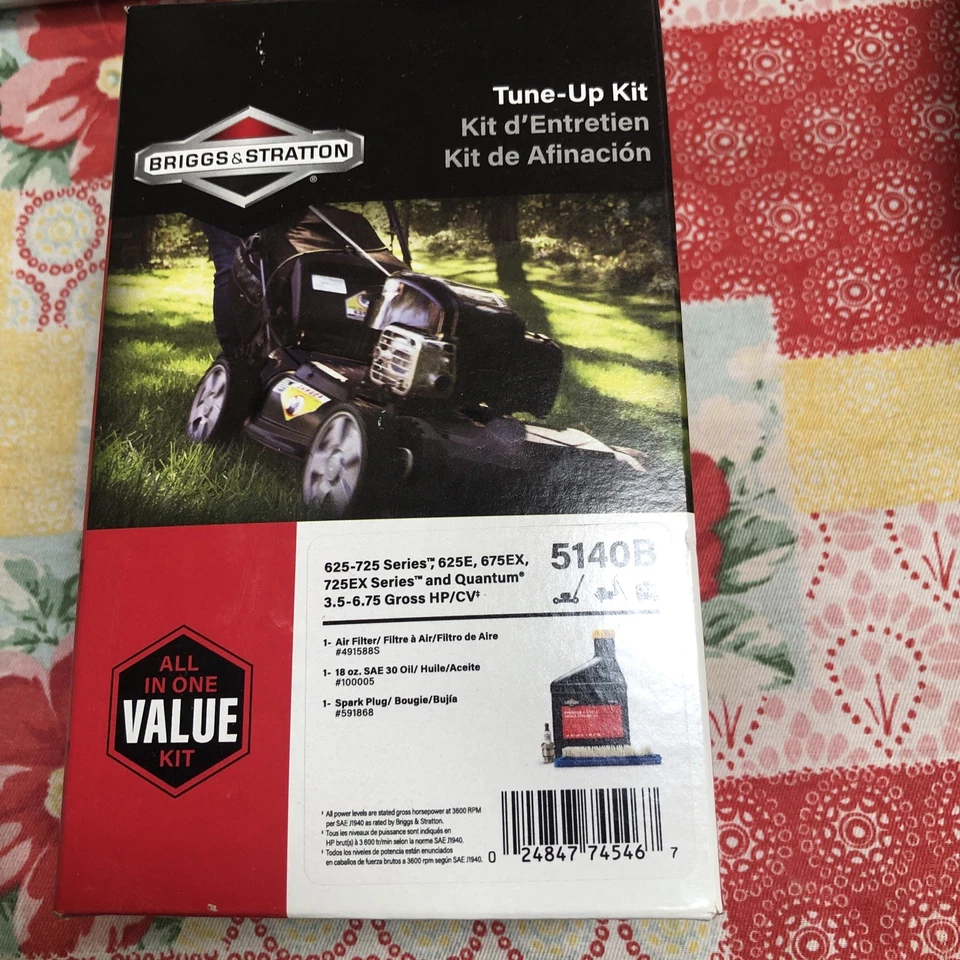 Tune-Up Kit
Kit d'Entretien
Kit de Afinación
BRIGGS & STRATTON®
625-725 Series™, 625E, 675EX,
725EX Series™ and Quantum®
3.5-6.75 Gross HP/CV‡
5140B
1- Air Filter/ Filtre à Air/Filtro de Aire
#491588S
1- 18 oz. SAE 30 Oil/ Huile/Aceite
#100005
1- Spark Plug/ Bougie/Bujía
#591868
ALL
IN ONE
VALUE
KIT
‡ All power levels are stated gross horsepower at 3600 RPM
per SAE J1940 as rated by Briggs & Stratton.
‡ Tous les niveaux de puissance sont indiqués en
HP brut(s) à 3 600 tr/min selon la norme SAE J1940.
‡ Todos los niveles de potencia están enunciados
en caballos de fuerza brutos a 3600 rpm según SAE J1940.
0 24847 74546 7